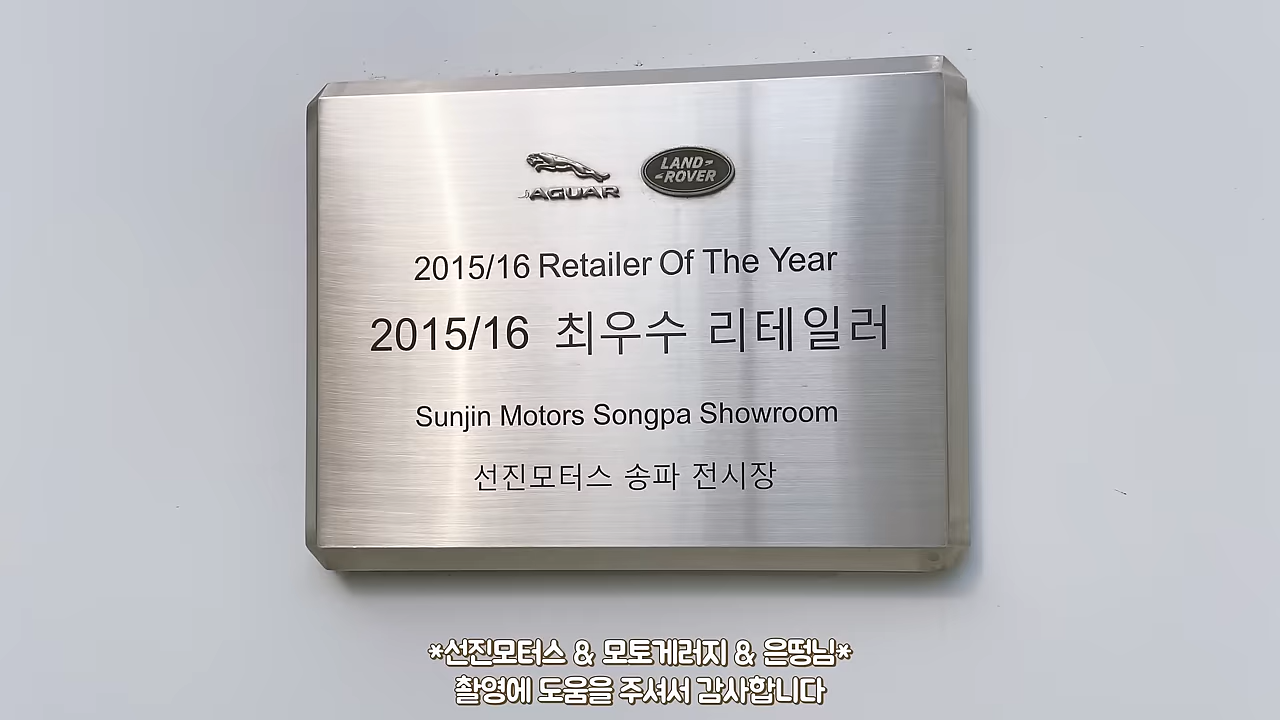 JAGUAR
LAND ROVER
2015/16 Retailer Of The Year
2015/16 최우수 리테일러
Sunjin Motors Songpa Showroom
선진모터스 송파 전시장
*선진모터스 & 모토게러지 & 은떵님*
촬영에 도움을 주셔서 감사합니다